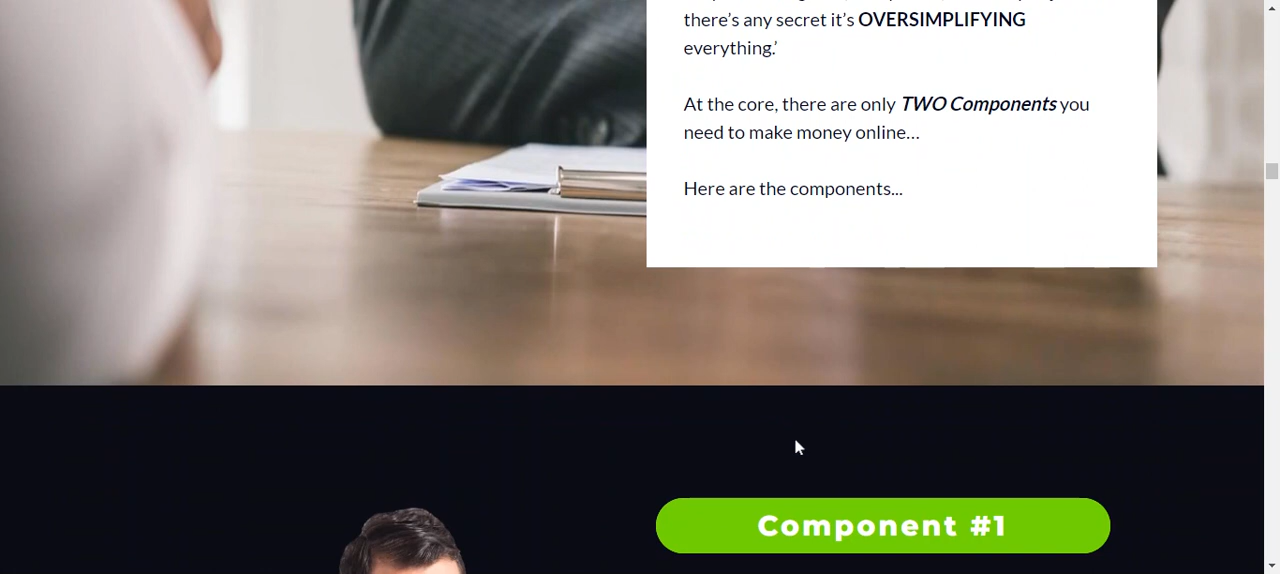 there’s any secret it’s OVERSIMPLIFYING
everything.’
At the core, there are only TWO Components you
need to make money online...
Here are the components...
Component #1